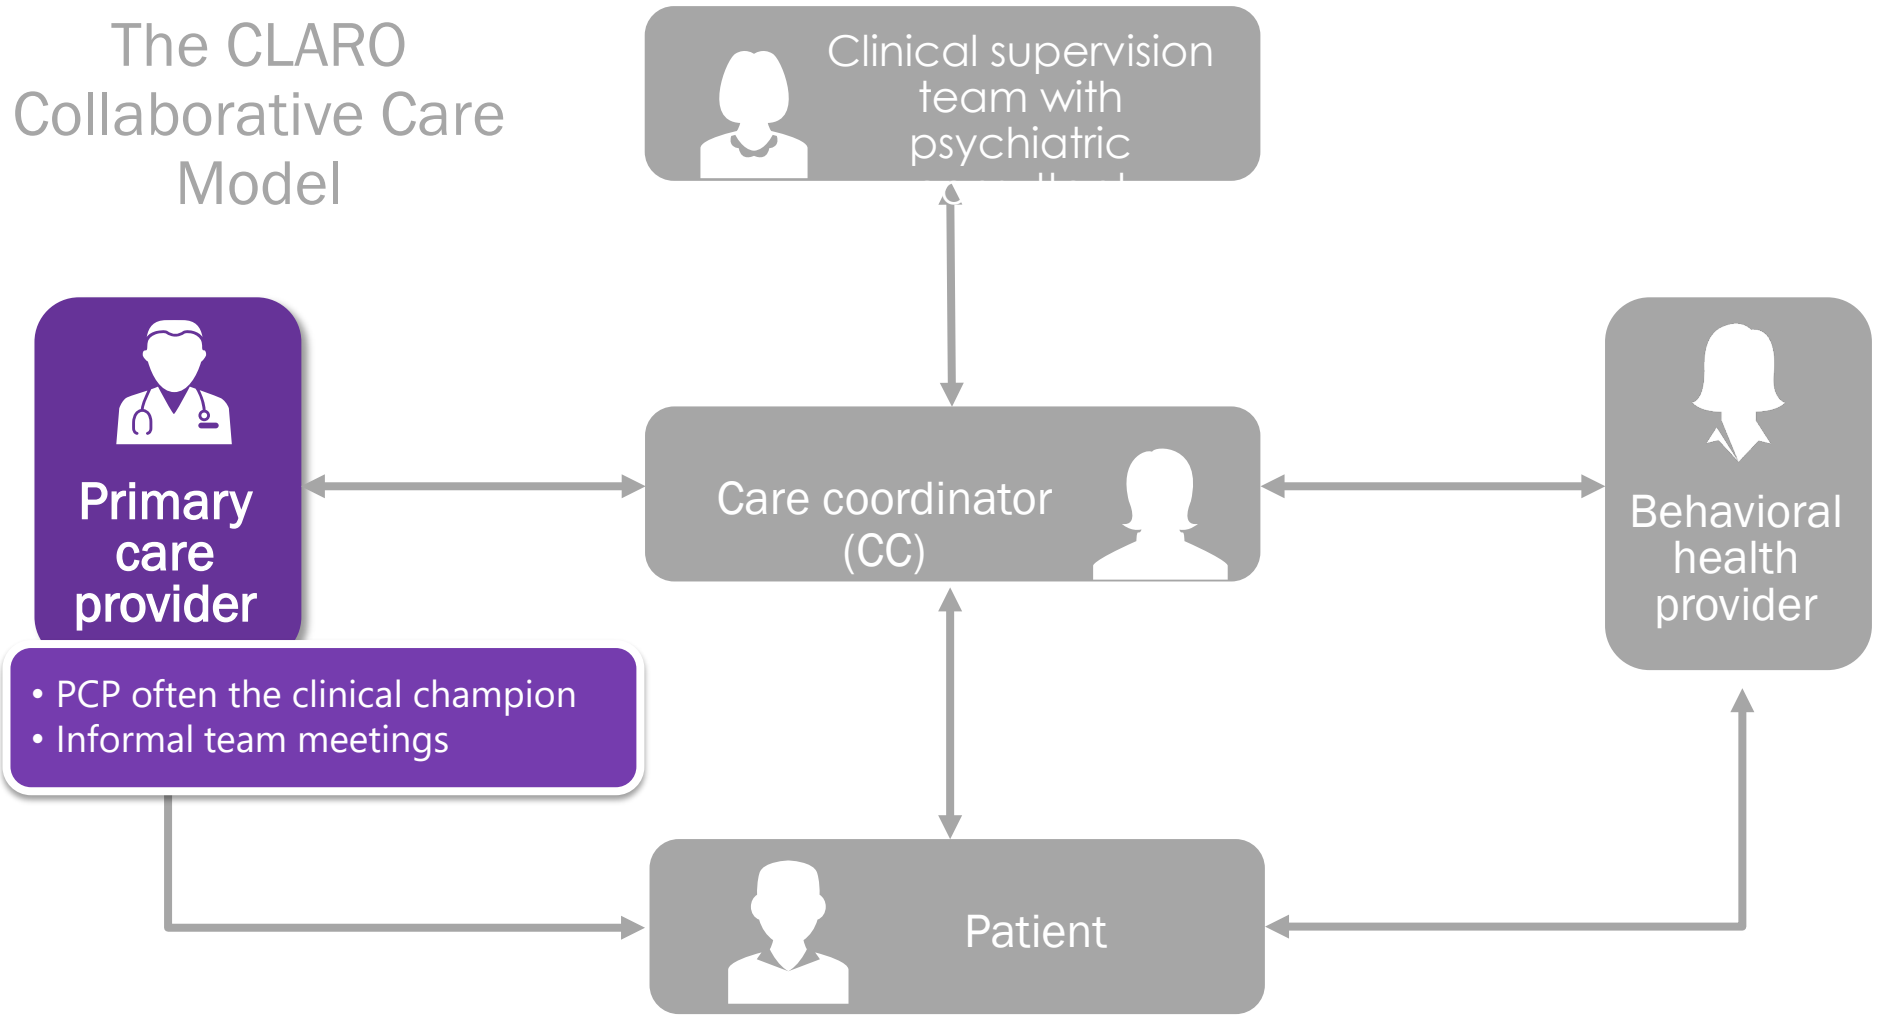 The CLARO
Collaborative Care
Model
Clinical supervision
team with
psychiatric
Primary
care
provider
Care coordinator
(CC)
Behavioral
health
provider
• PCP often the clinical champion
• Informal team meetings
Patient